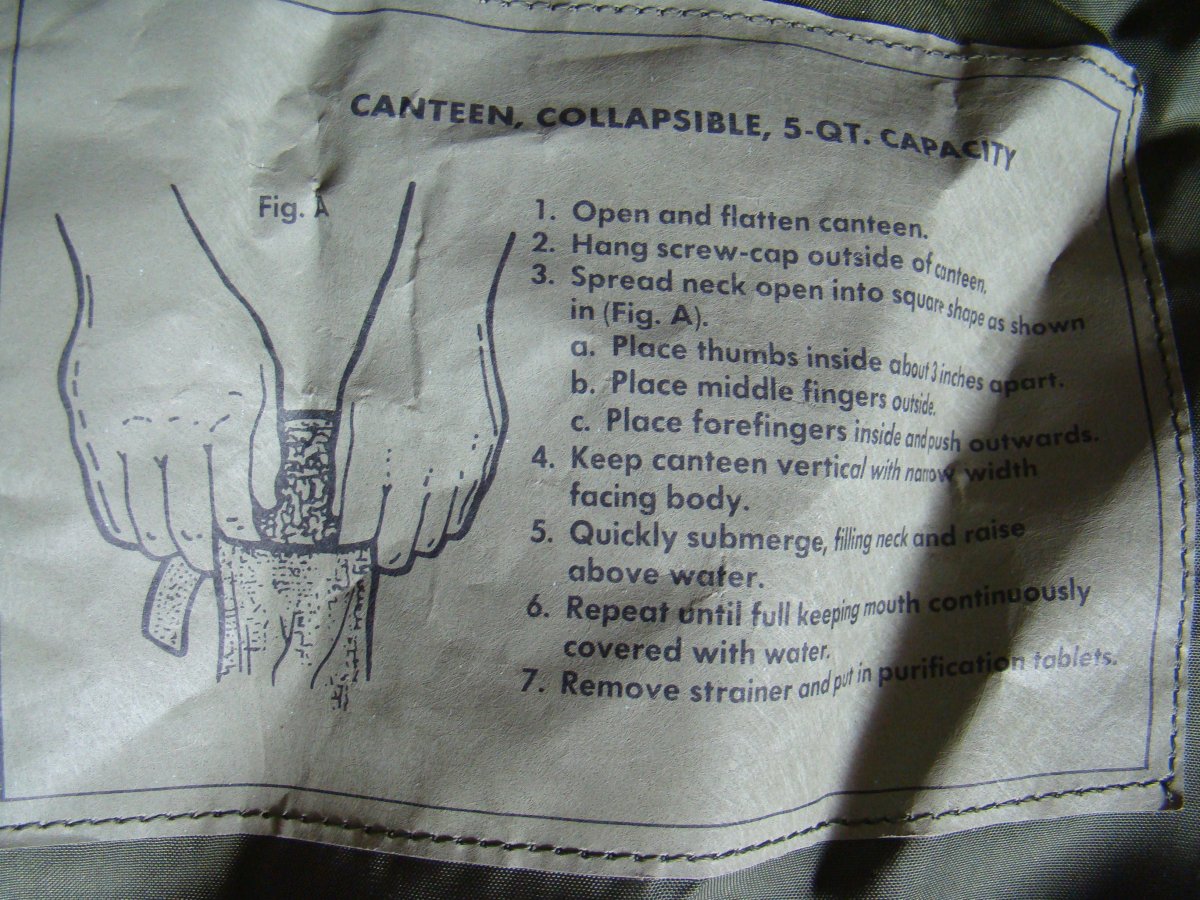 CANTEEN, COLLAPSIBLE, 5-QT. CAPACITY
Fig. A
1. Open and flatten canteen.
2. Hang screw-cap outside of canteen.
3. Spread neck open into square shape as shown
in (Fig. A).
a. Place thumbs inside about 3 inches apart.
b. Place middle fingers outside.
c. Place forefingers inside and push outwards.
4. Keep canteen vertical with narrow width
facing body.
5. Quickly submerge, filling neck and raise
above water.
6. Repeat until full keeping mouth continuously
covered with water.
7. Remove strainer and put in purification tablets.